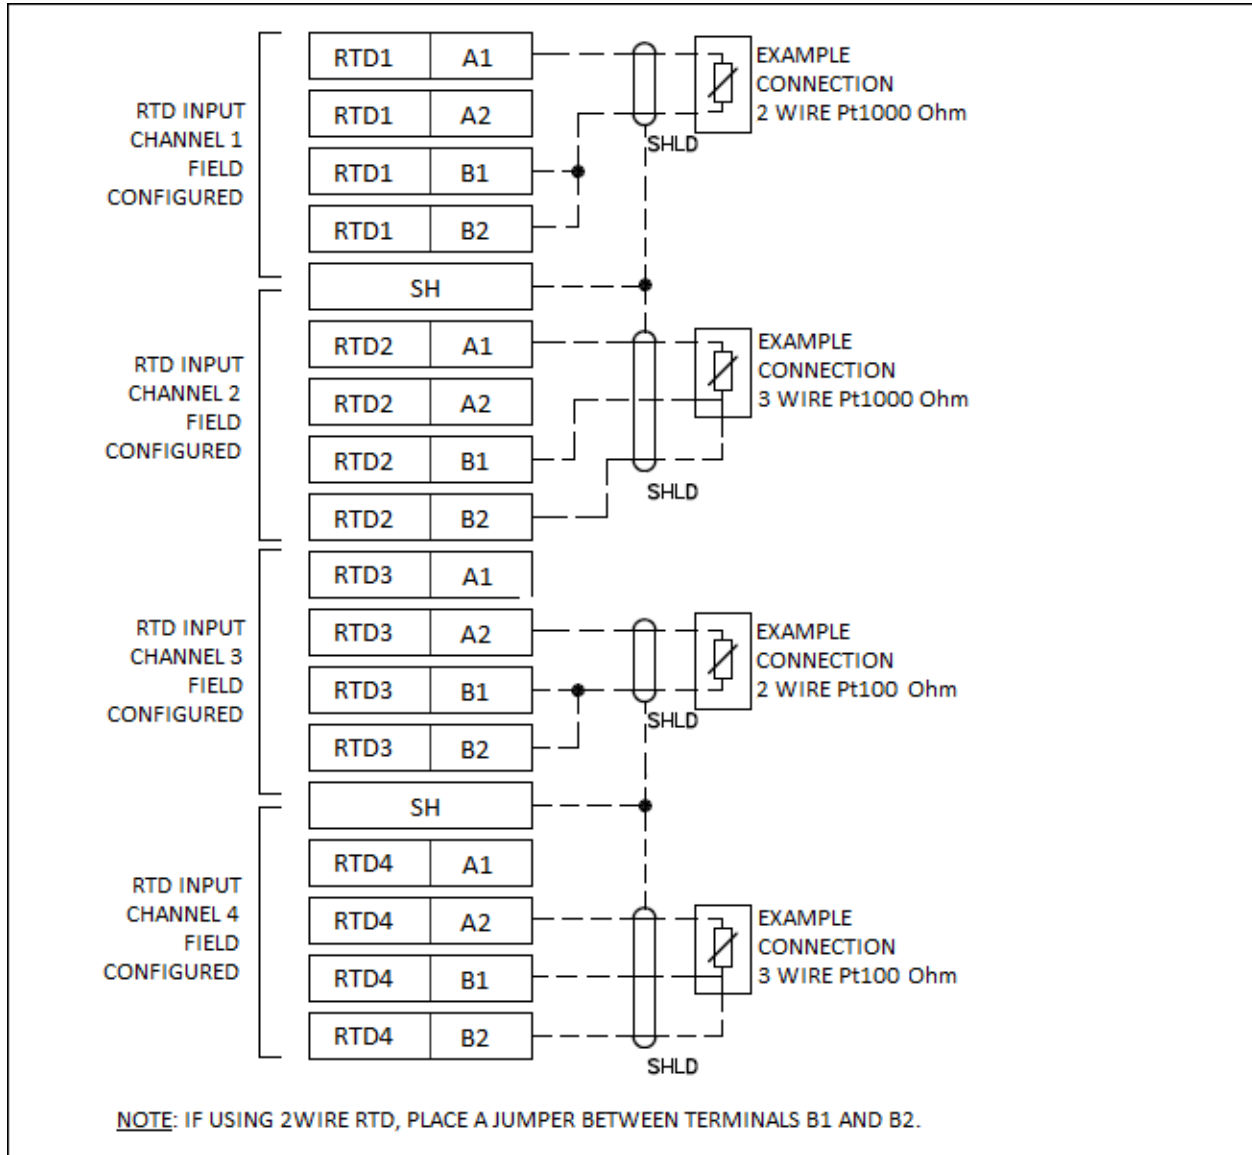 RTD INPUT
CHANNEL 1
FIELD
CONFIGURED
RTD1 A1
RTD1 A2
RTD1 B1
RTD1 B2
SH
SHLD
EXAMPLE
CONNECTION
2 WIRE Pt1000 Ohm
RTD INPUT
CHANNEL 2
FIELD
CONFIGURED
RTD2 A1
RTD2 A2
RTD2 B1
RTD2 B2
SHLD
EXAMPLE
CONNECTION
3 WIRE Pt1000 Ohm
RTD INPUT
CHANNEL 3
FIELD
CONFIGURED
RTD3 A1
RTD3 A2
RTD3 B1
RTD3 B2
SH
SHLD
EXAMPLE
CONNECTION
2 WIRE Pt100 Ohm
RTD INPUT
CHANNEL 4
FIELD
CONFIGURED
RTD4 A1
RTD4 A2
RTD4 B1
RTD4 B2
SHLD
EXAMPLE
CONNECTION
3 WIRE Pt100 Ohm
NOTE: IF USING 2WIRE RTD, PLACE A JUMPER BETWEEN TERMINALS B1 AND B2.